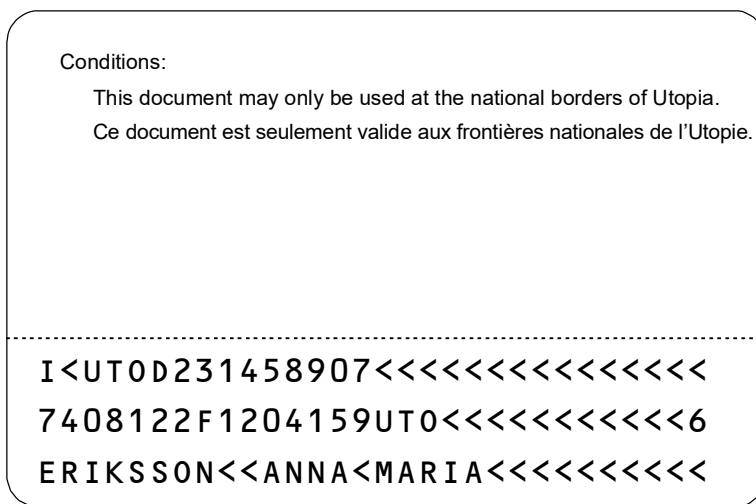 Conditions:
This document may only be used at the national borders of Utopia.
Ce document est seulement valide aux frontières nationales de l’Utopie.
I<UTOD231458907<<<<<<<<<<<<<<<
7408122F1204159UTO<<<<<<<<<<<6
ERIKSSON<<ANNA<MARIA<<<<<<<<<<